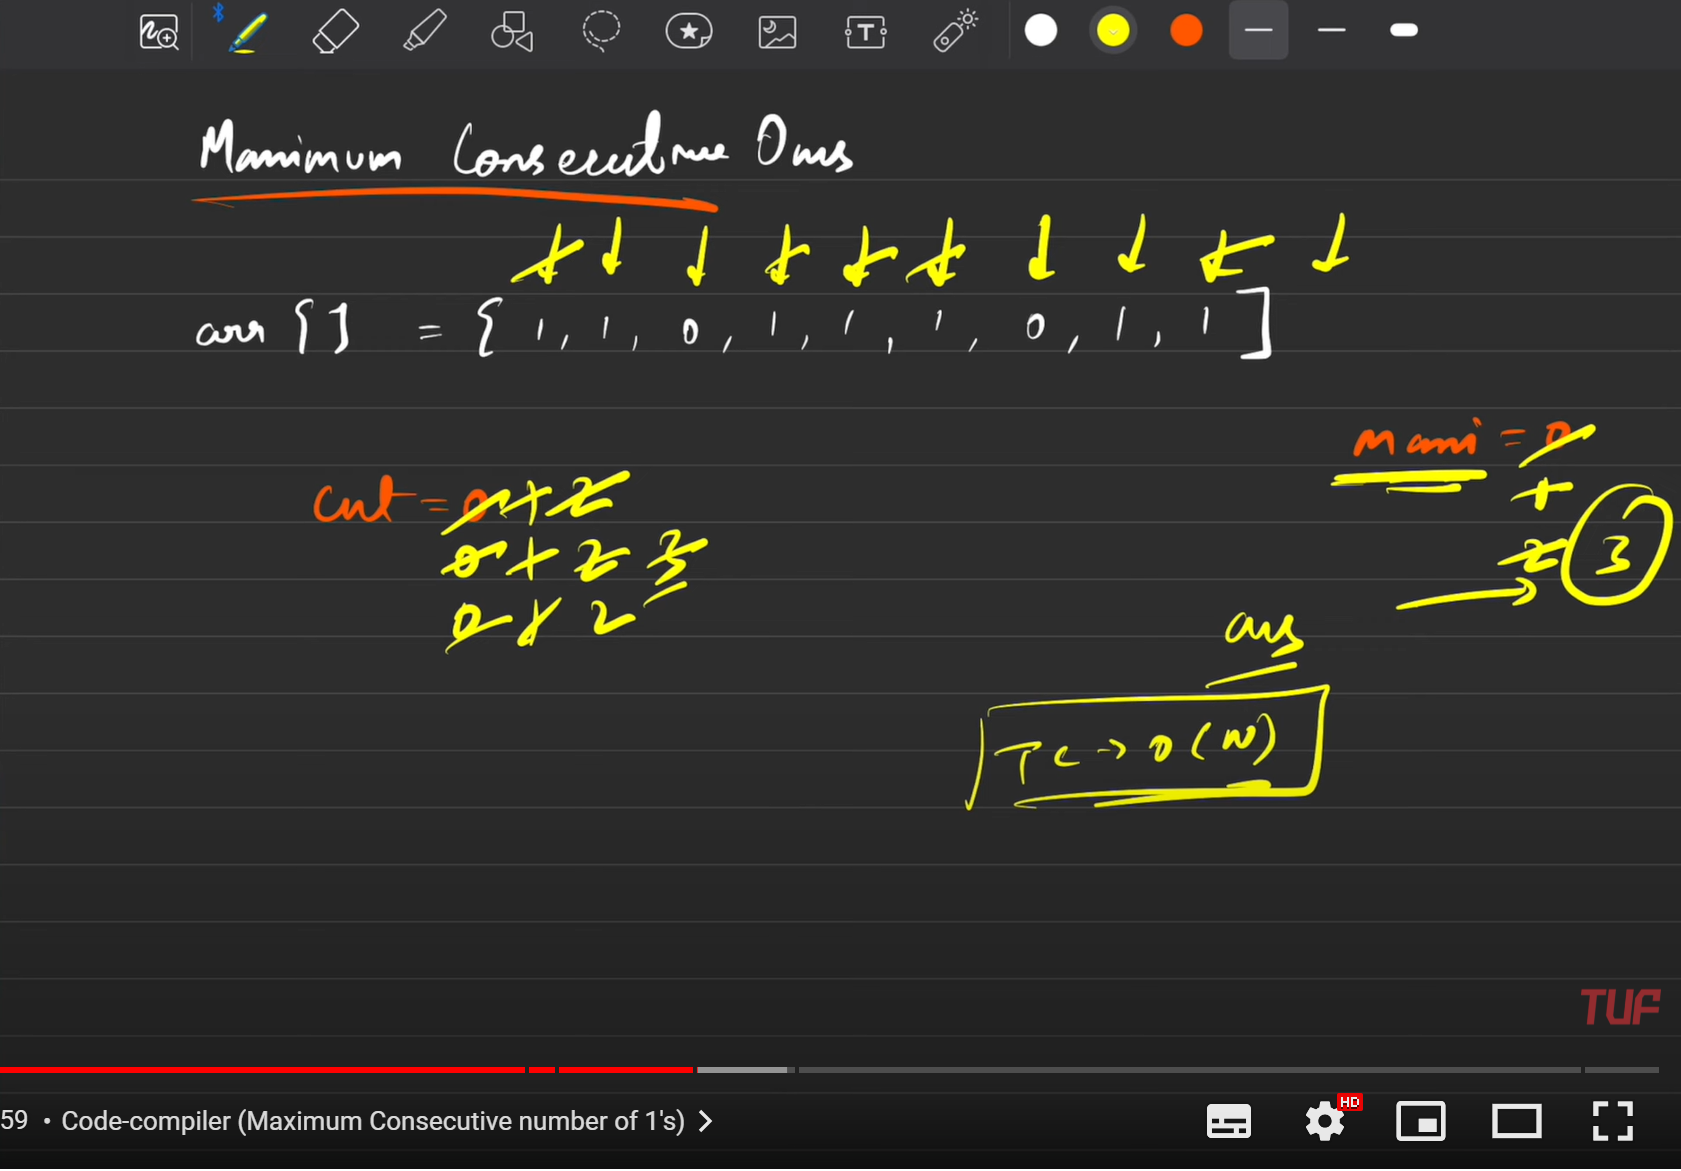 Maximum Consecutive Ones
arr [] = { 1, 1, 0, 1, 1, 1, 0, 1, 1 ]
maxi = 0
1
2 3
cnt = 0 1 2
0 1 2 3
0 1 2
ans
TC → O(N)
TUF
59 • Code-compiler (Maximum Consecutive number of 1's) >
HD